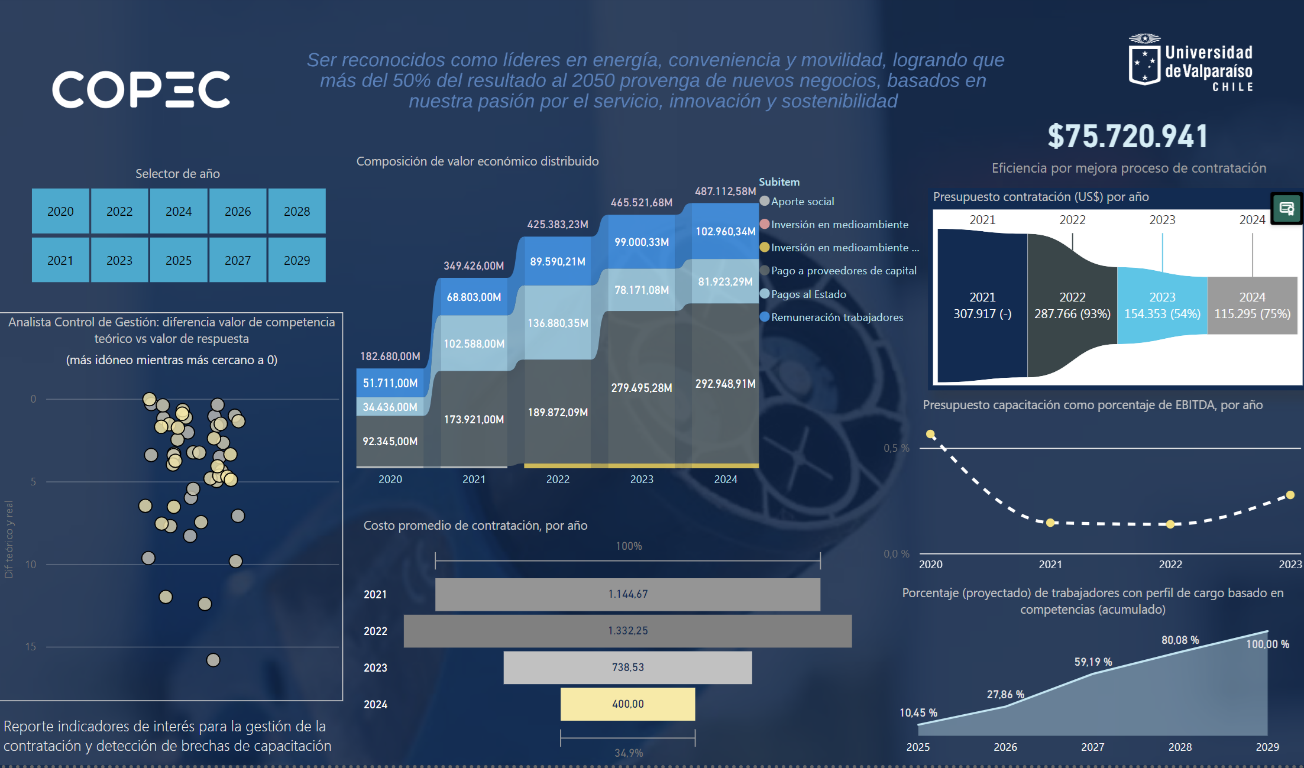 COPEC
Ser reconocidos como líderes en energía, conveniencia y movilidad, logrando que
más del 50% del resultado al 2050 provenga de nuevos negocios, basados en
nuestra pasión por el servicio, innovación y sostenibilidad
Universidad
de Valparaíso
CHILE
$75.720.941
Eficiencia por mejora proceso de contratación
Selector de año
2020 2022 2024 2026 2028
2021 2023 2025 2027 2029
Analista Control de Gestión: diferencia valor de competencia
teórico vs valor de respuesta
(más idóneo mientras más cercano a 0)
Dif teórico y real
0
5
10
15
Reporte indicadores de interés para la gestión de la
contratación y detección de brechas de capacitación
Composición de valor económico distribuido
182.680,00M
51.711,00M
34.436,00M
92.345,00M
349.426,00M
68.803,00M
102.588,00M
173.921,00M
425.383,23M
89.590,21M
136.880,35M
189.872,09M
465.521,68M
99.000,33M
78.171,08M
279.495,28M
487.112,58M
102.960,34M
81.923,29M
292.948,91M
2020 2021 2022 2023 2024
Subitem
Aporte social
Inversión en medioambiente
Inversión en medioambiente ...
Pago a proveedores de capital
Pagos al Estado
Remuneración trabajadores
Costo promedio de contratación, por año
100%
2021 1.144,67
2022 1.332,25
2023 738,53
2024 400,00
34,9%
Presupuesto contratación (US$) por año
2021 2022 2023 2024
2021
307.917 (-)
2022
287.766 (93%)
2023
154.353 (54%)
2024
115.295 (75%)
Presupuesto capacitación como porcentaje de EBITDA, por año
0,5 %
0,0 %
2020 2021 2022 2023
Porcentaje (proyectado) de trabajadores con perfil de cargo basado en
competencias (acumulado)
10,45 %
27,86 %
59,19 %
80,08 %
100,00 %
2025 2026 2027 2028 2029